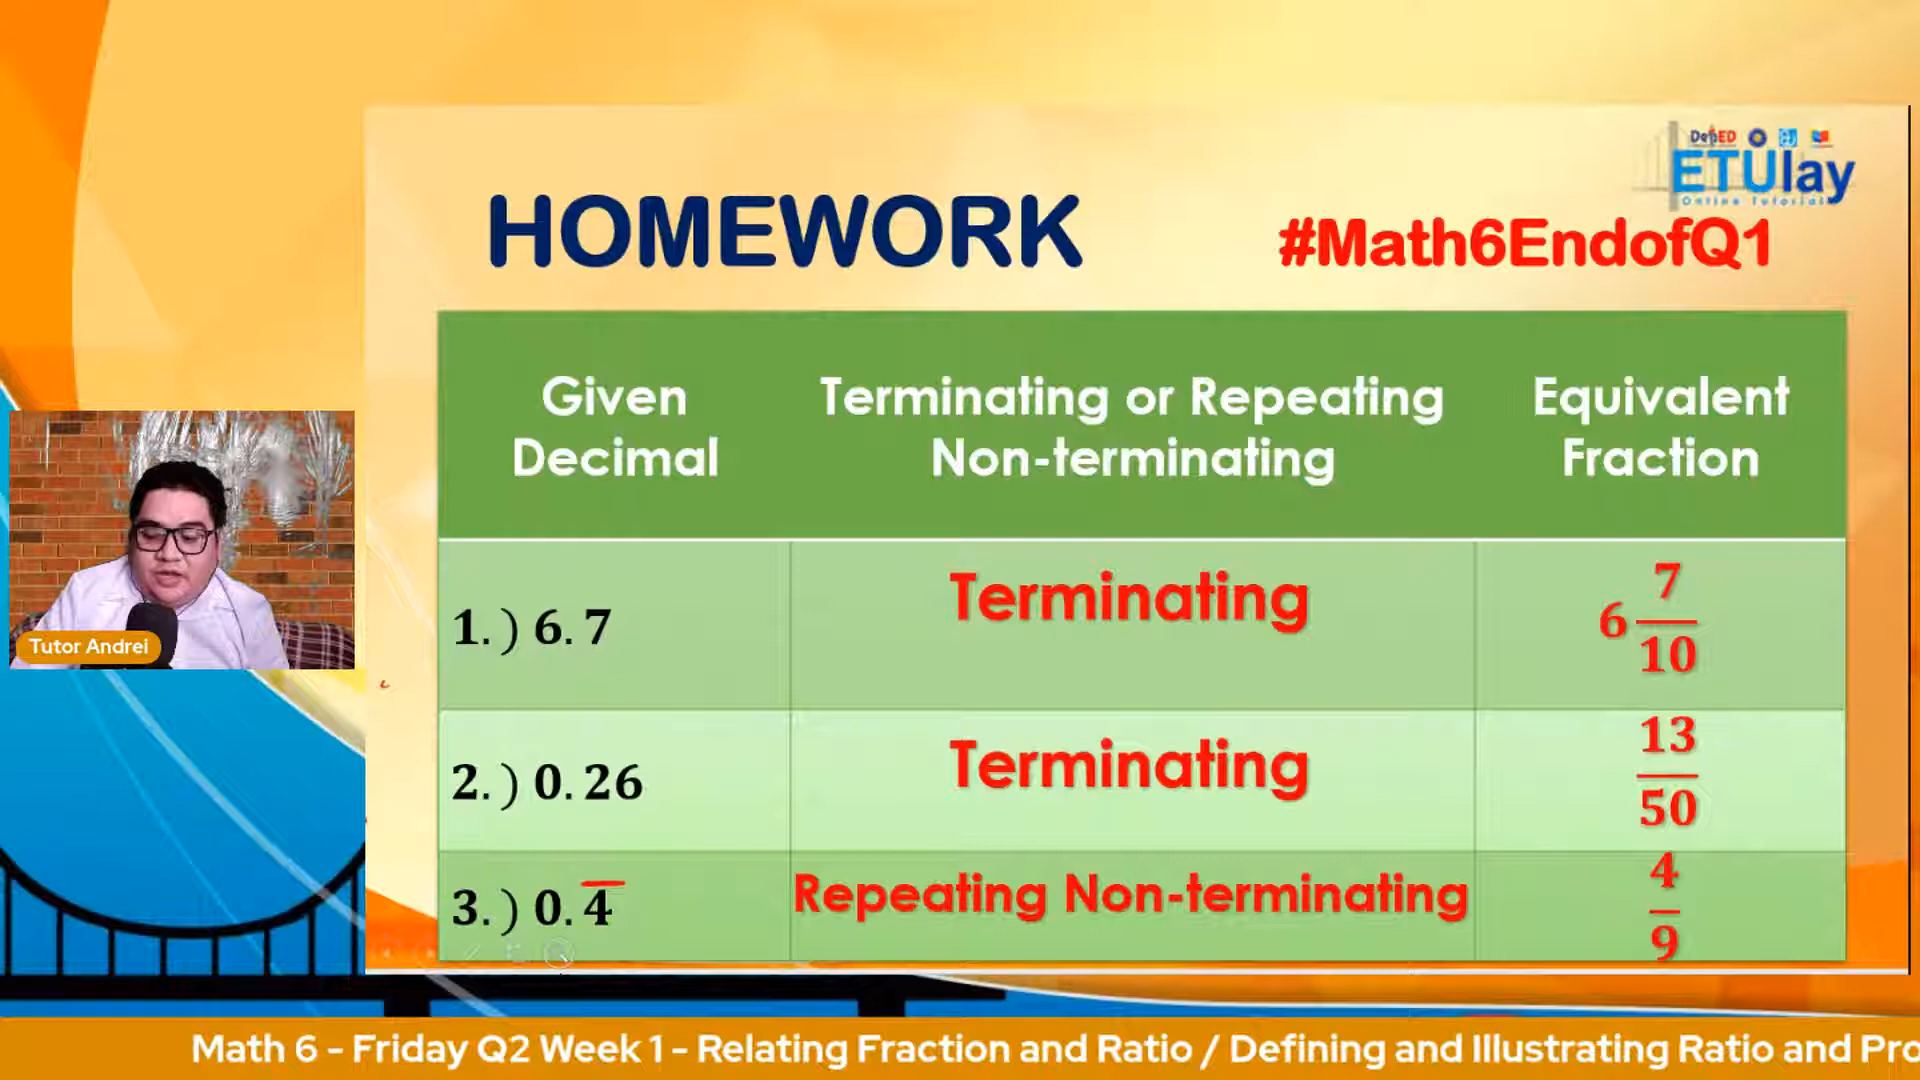 DepED
ETUlay
Online Tutorial
HOMEWORK
#Math6EndofQ1
Given Decimal
Terminating or Repeating Non-terminating
Equivalent Fraction
1.) 6.7
Terminating
6 7/10
2.) 0.26
Terminating
13/50
3.) 0.4̅
Repeating Non-terminating
4/9
Tutor Andrei
Math 6 - Friday Q2 Week 1 - Relating Fraction and Ratio / Defining and Illustrating Ratio and Pro